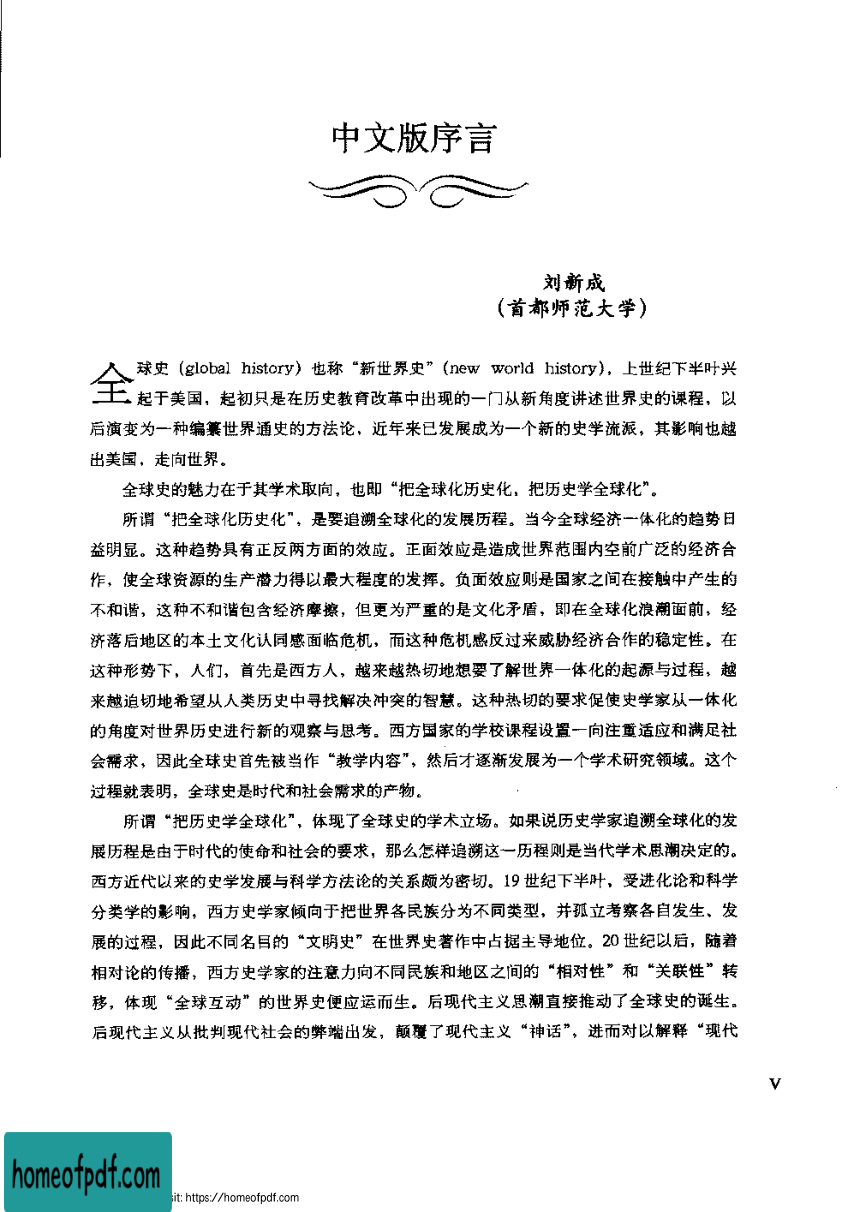 中文版序言
刘新成
（首都师范大学）
全球史（global history）也称“新世界史”（new world history），上世纪下半叶兴
起于美国，起初只是在历史教育改革中出现的一门从新角度讲述世界史的课程，以
后演变为一种编纂世界通史的方法论，近年来已发展成为一个新的史学流派，其影响也越
出美国，走向世界。
全球史的魅力在于其学术取向，也即“把全球化历史化，把历史学全球化”。
所谓“把全球化历史化”，是要追溯全球化的发展历程。当今全球经济一体化的趋势日
益明显。这种趋势具有正反两方面的效应。正面效应是造成世界范围内空前广泛的经济合
作，使全球资源的生产潜力得以最大程度的发挥。负面效应则是国家之间在接触中产生的
不和谐，这种不和谐包含经济摩擦，但更为严重的是文化矛盾，即在全球化浪潮面前，经
济落后地区的本土文化认同感面临危机，而这种危机感反过来威胁经济合作的稳定性。在
这种形势下，人们，首先是西方人，越来越热切地想要了解世界一体化的起源与过程，越
来越迫切地希望从人类历史中寻找解决冲突的智慧。这种热切的要求促使史学家从一体化
的角度对世界历史进行新的观察与思考。西方国家的学校课程设置一向注重适应和满足社
会需求，因此全球史首先被当作“教学内容”，然后才逐渐发展为一个学术研究领域。这个
过程就表明，全球史是时代和社会需求的产物。
所谓“把历史学全球化”，体现了全球史的学术立场。如果说历史学家追溯全球化的发
展历程是由于时代的使命和社会的要求，那么怎样追溯这一历程则是当代学术思潮决定的。
西方近代以来的史学发展与科学方法论的关系颇为密切。19世纪下半叶，受进化论和科学
分类学的影响，西方史学家倾向于把世界各民族分为不同类型，并孤立考察各自发生、发
展的过程，因此不同名目的“文明史”在世界史著作中占据主导地位。20世纪以后，随着
相对论的传播，西方史学家的注意力向不同民族和地区之间的“相对性”和“关联性”转
移，体现“全球互动”的世界史便应运而生。后现代主义思潮直接推动了全球史的诞生。
后现代主义从批判现代社会的弊端出发，颠覆了现代主义“神话”，进而对以解释“现代
V
homeofpdf.com
sit: https://homeofpdf.com